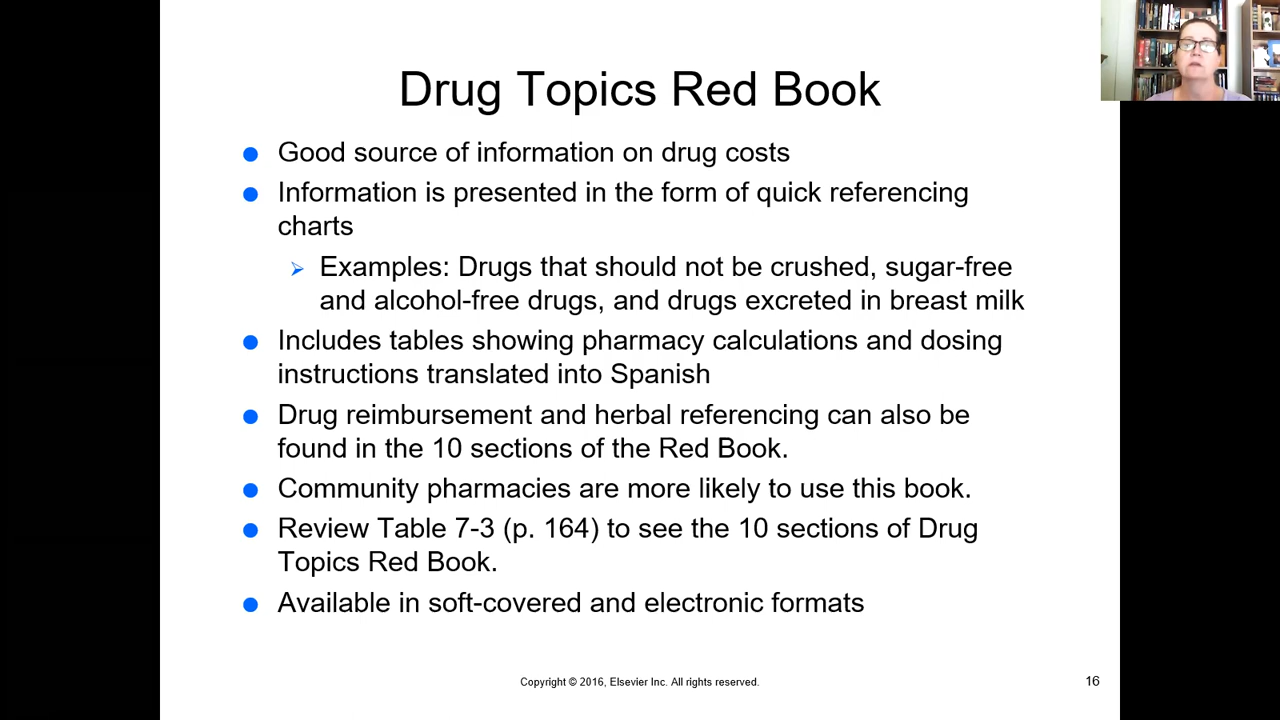 Drug Topics Red Book
Good source of information on drug costs
Information is presented in the form of quick referencing
charts
Examples: Drugs that should not be crushed, sugar-free
and alcohol-free drugs, and drugs excreted in breast milk
Includes tables showing pharmacy calculations and dosing
instructions translated into Spanish
Drug reimbursement and herbal referencing can also be
found in the 10 sections of the Red Book.
Community pharmacies are more likely to use this book.
Review Table 7-3 (p. 164) to see the 10 sections of Drug
Topics Red Book.
Available in soft-covered and electronic formats
Copyright © 2016, Elsevier Inc. All rights reserved.
16